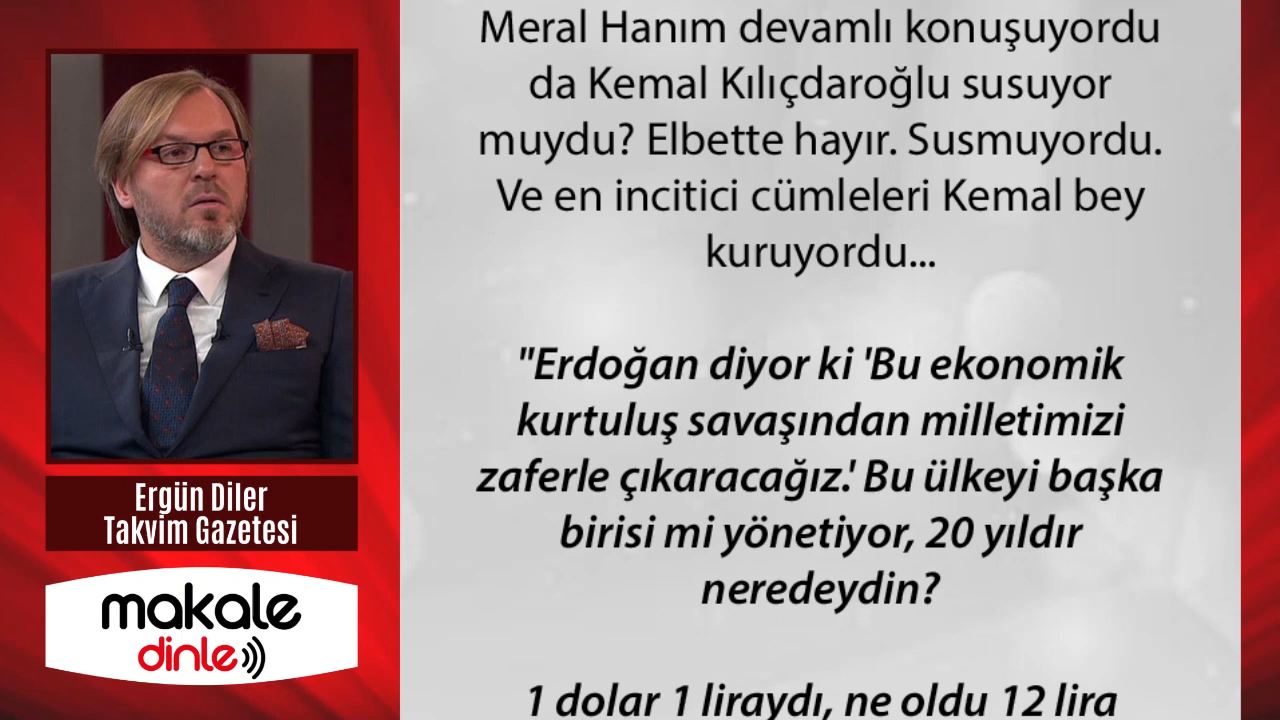 Meral Hanım devamlı konuşuyordu
da Kemal Kılıçdaroğlu susuyor
muydu? Elbette hayır. Susmuyordu.
Ve en incitici cümleleri Kemal bey
kuruyordu...
"Erdoğan diyor ki 'Bu ekonomik
kurtuluş savaşından milletimizi
zaferle çıkaracağız.' Bu ülkeyi başka
birisi mi yönetiyor, 20 yıldır
neredeydin?
1 dolar 1 liraydı, ne oldu 12 lira
Ergün Diler
Takvim Gazetesi
makale
dinle